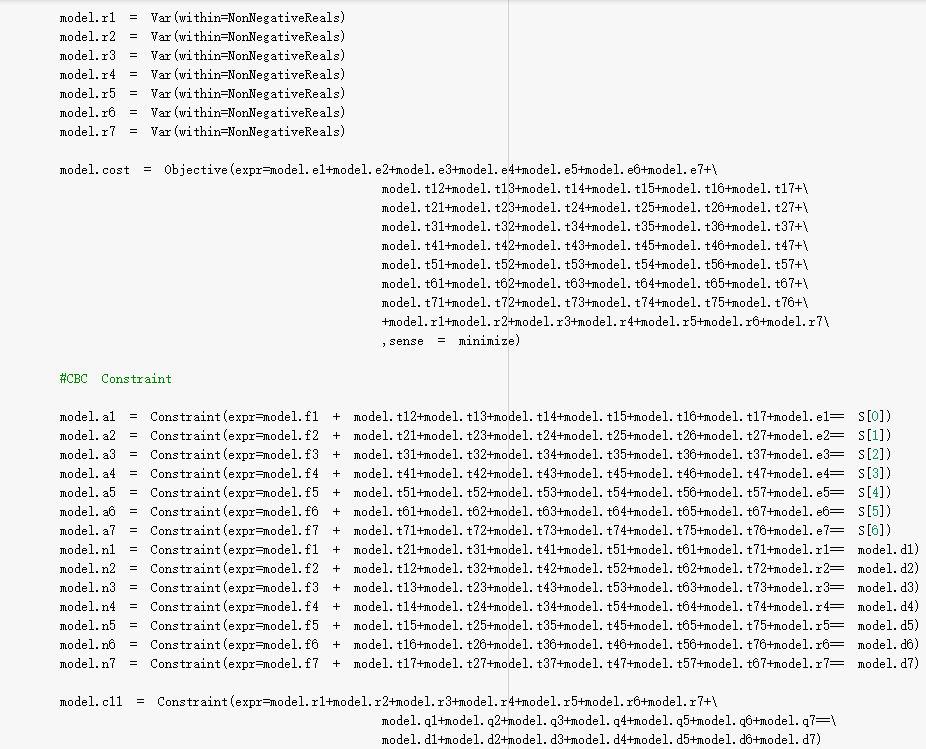 model.r1 = Var(within=NonNegativeReals)
model.r2 = Var(within=NonNegativeReals)
model.r3 = Var(within=NonNegativeReals)
model.r4 = Var(within=NonNegativeReals)
model.r5 = Var(within=NonNegativeReals)
model.r6 = Var(within=NonNegativeReals)
model.r7 = Var(within=NonNegativeReals)
model.cost = Objective(expr=model.e1+model.e2+model.e3+model.e4+model.e5+model.e6+model.e7+\
model.t12+model.t13+model.t14+model.t15+model.t16+model.t17+\
model.t21+model.t23+model.t24+model.t25+model.t26+model.t27+\
model.t31+model.t32+model.t34+model.t35+model.t36+model.t37+\
model.t41+model.t42+model.t43+model.t45+model.t46+model.t47+\
model.t51+model.t52+model.t53+model.t54+model.t56+model.t57+\
model.t61+model.t62+model.t63+model.t64+model.t65+model.t67+\
model.t71+model.t72+model.t73+model.t74+model.t75+model.t76+\
+model.r1+model.r2+model.r3+model.r4+model.r5+model.r6+model.r7\
,sense = minimize)
#CBC Constraint
model.a1 = Constraint(expr=model.f1 + model.t12+model.t13+model.t14+model.t15+model.t16+model.t17+model.e1== S[0])
model.a2 = Constraint(expr=model.f2 + model.t21+model.t23+model.t24+model.t25+model.t26+model.t27+model.e2== S[1])
model.a3 = Constraint(expr=model.f3 + model.t31+model.t32+model.t34+model.t35+model.t36+model.t37+model.e3== S[2])
model.a4 = Constraint(expr=model.f4 + model.t41+model.t42+model.t43+model.t45+model.t46+model.t47+model.e4== S[3])
model.a5 = Constraint(expr=model.f5 + model.t51+model.t52+model.t53+model.t54+model.t56+model.t57+model.e5== S[4])
model.a6 = Constraint(expr=model.f6 + model.t61+model.t62+model.t63+model.t64+model.t65+model.t67+model.e6== S[5])
model.a7 = Constraint(expr=model.f7 + model.t71+model.t72+model.t73+model.t74+model.t75+model.t76+model.e7== S[6])
model.n1 = Constraint(expr=model.f1 + model.t21+model.t31+model.t41+model.t51+model.t61+model.t71+model.r1== model.d1)
model.n2 = Constraint(expr=model.f2 + model.t12+model.t32+model.t42+model.t52+model.t62+model.t72+model.r2== model.d2)
model.n3 = Constraint(expr=model.f3 + model.t13+model.t23+model.t43+model.t53+model.t63+model.t73+model.r3== model.d3)
model.n4 = Constraint(expr=model.f4 + model.t14+model.t24+model.t34+model.t54+model.t64+model.t74+model.r4== model.d4)
model.n5 = Constraint(expr=model.f5 + model.t15+model.t25+model.t35+model.t45+model.t65+model.t75+model.r5== model.d5)
model.n6 = Constraint(expr=model.f6 + model.t16+model.t26+model.t36+model.t46+model.t56+model.t76+model.r6== model.d6)
model.n7 = Constraint(expr=model.f7 + model.t17+model.t27+model.t37+model.t47+model.t57+model.t67+model.r7== model.d7)
model.c11 = Constraint(expr=model.r1+model.r2+model.r3+model.r4+model.r5+model.r6+model.r7+\
model.q1+model.q2+model.q3+model.q4+model.q5+model.q6+model.q7==\
model.d1+model.d2+model.d3+model.d4+model.d5+model.d6+model.d7)